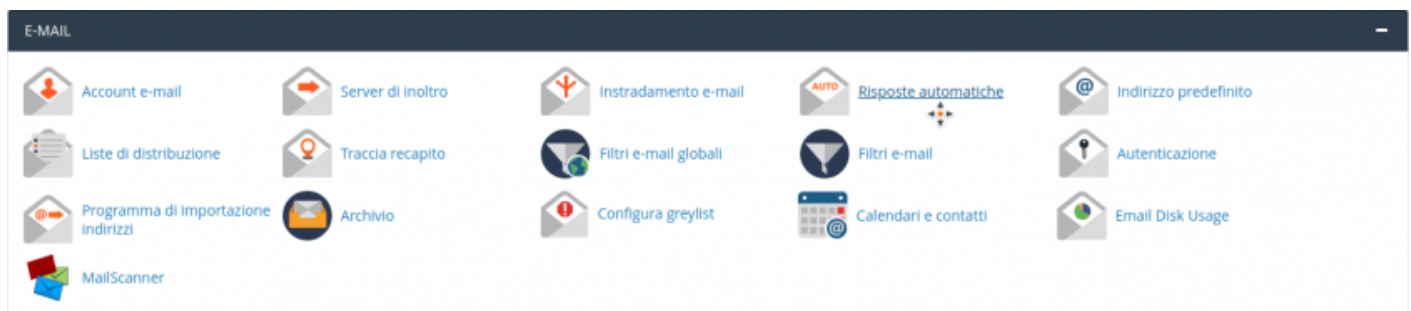 E-MAIL
Account e-mail
Server di inoltro
Instradamento e-mail
AUTO
Risposte automatiche
@
Indirizzo predefinito
Liste di distribuzione
Traccia recapito
Filtri e-mail globali
Filtri e-mail
Autenticazione
@
Programma di importazione
indirizzi
Archivio
Configura greylist
@
Calendari e contatti
Email Disk Usage
MailScanner